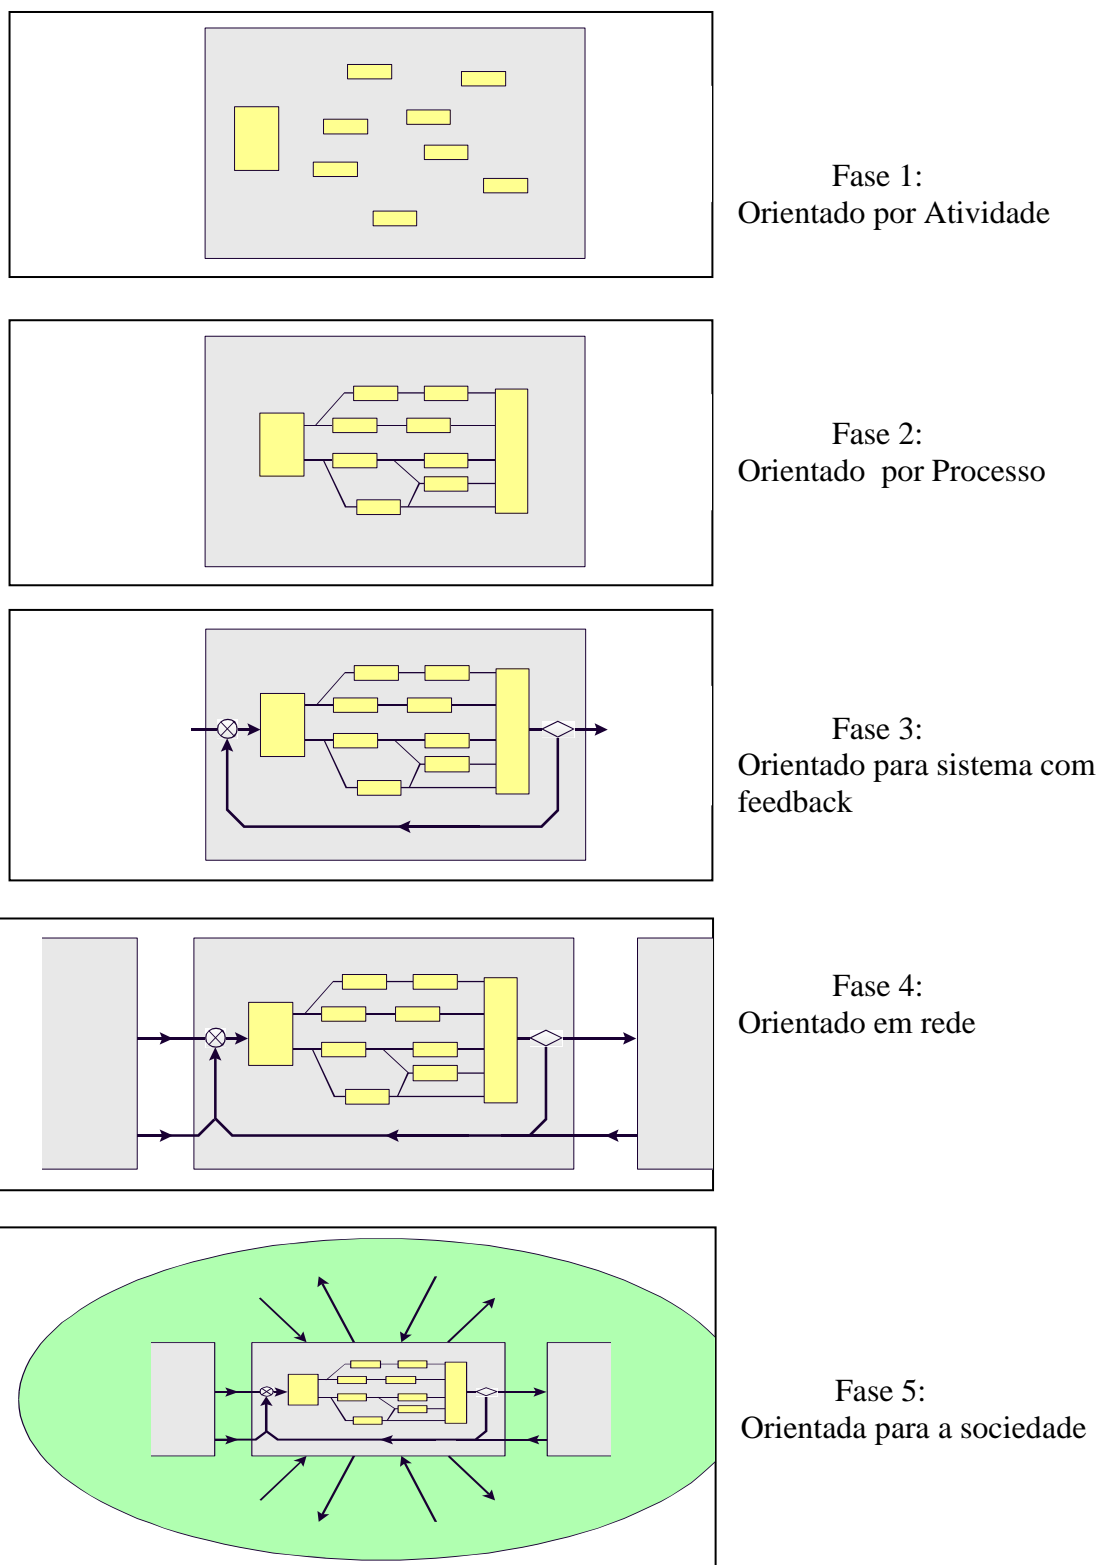 Fase 1:
Orientado por Atividade
Fase 2:
Orientado  por Processo
Fase 3:
Orientado para sistema com
feedback
Fase 4:
Orientado em rede
Fase 5:
Orientada para a sociedade